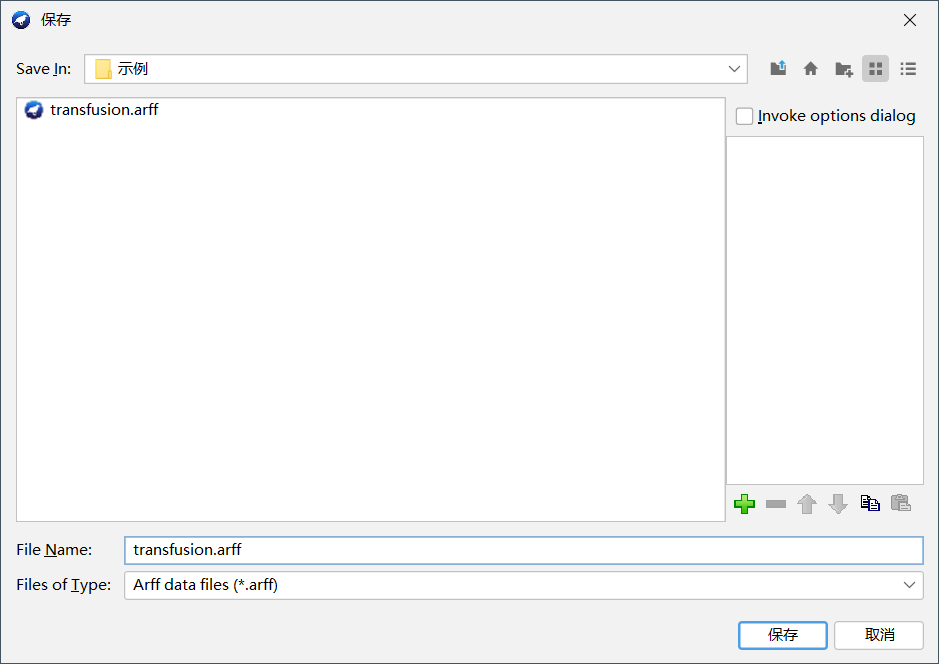 保存
Save In: 示例
transfusion.arff
Invoke options dialog
File Name: transfusion.arff
Files of Type: Arff data files (*.arff)
保存 取消